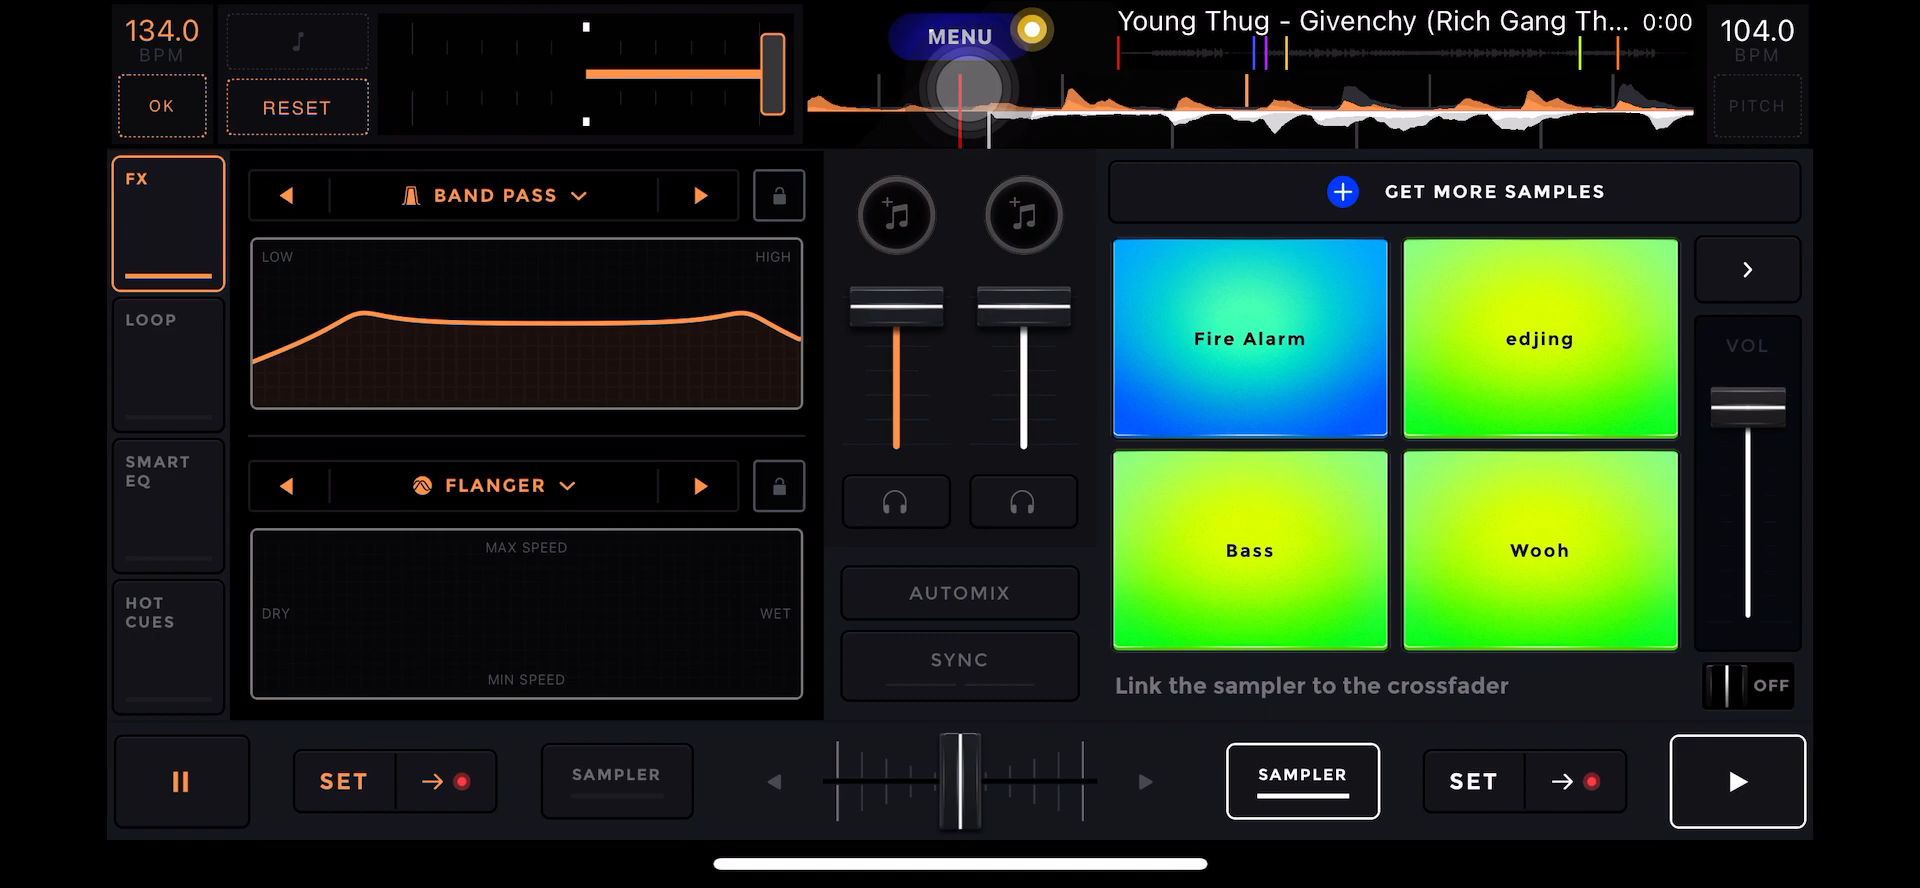 134.0
BPM
OK
RESET
MENU
Young Thug - Givenchy (Rich Gang Th... 0:00
104.0
BPM
PITCH
FX
LOOP
SMART
EQ
HOT
CUES
BAND PASS
LOW
HIGH
FLANGER
MAX SPEED
DRY
WET
MIN SPEED
AUTOMIX
SYNC
GET MORE SAMPLES
Fire Alarm
edjing
Bass
Wooh
VOL
Link the sampler to the crossfader
OFF
SET
SAMPLER
SAMPLER
SET